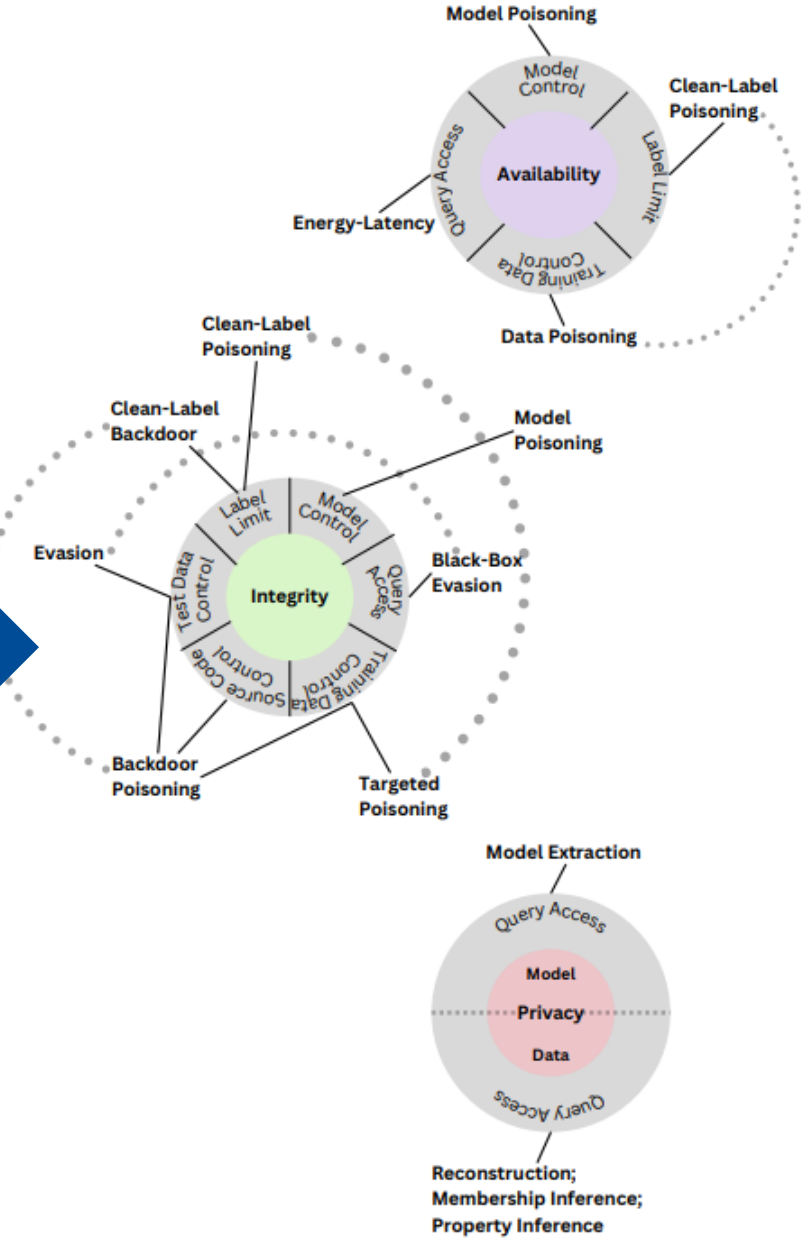 Model Poisoning
Model
Control
Clean-Label
Poisoning
Query Access
Availability
Label Limit
Energy-Latency
Training Data
Control
Data Poisoning
Clean-Label
Poisoning
Clean-Label
Backdoor
Model
Poisoning
Label
Limit
Model
Control
Evasion
Test Data
Control
Integrity
Query
Access
Black-Box
Evasion
Source Code
Control
Training Data
Control
Backdoor
Poisoning
Targeted
Poisoning
Model Extraction
Query Access
Model
Privacy
Data
Query Access
Reconstruction;
Membership Inference;
Property Inference